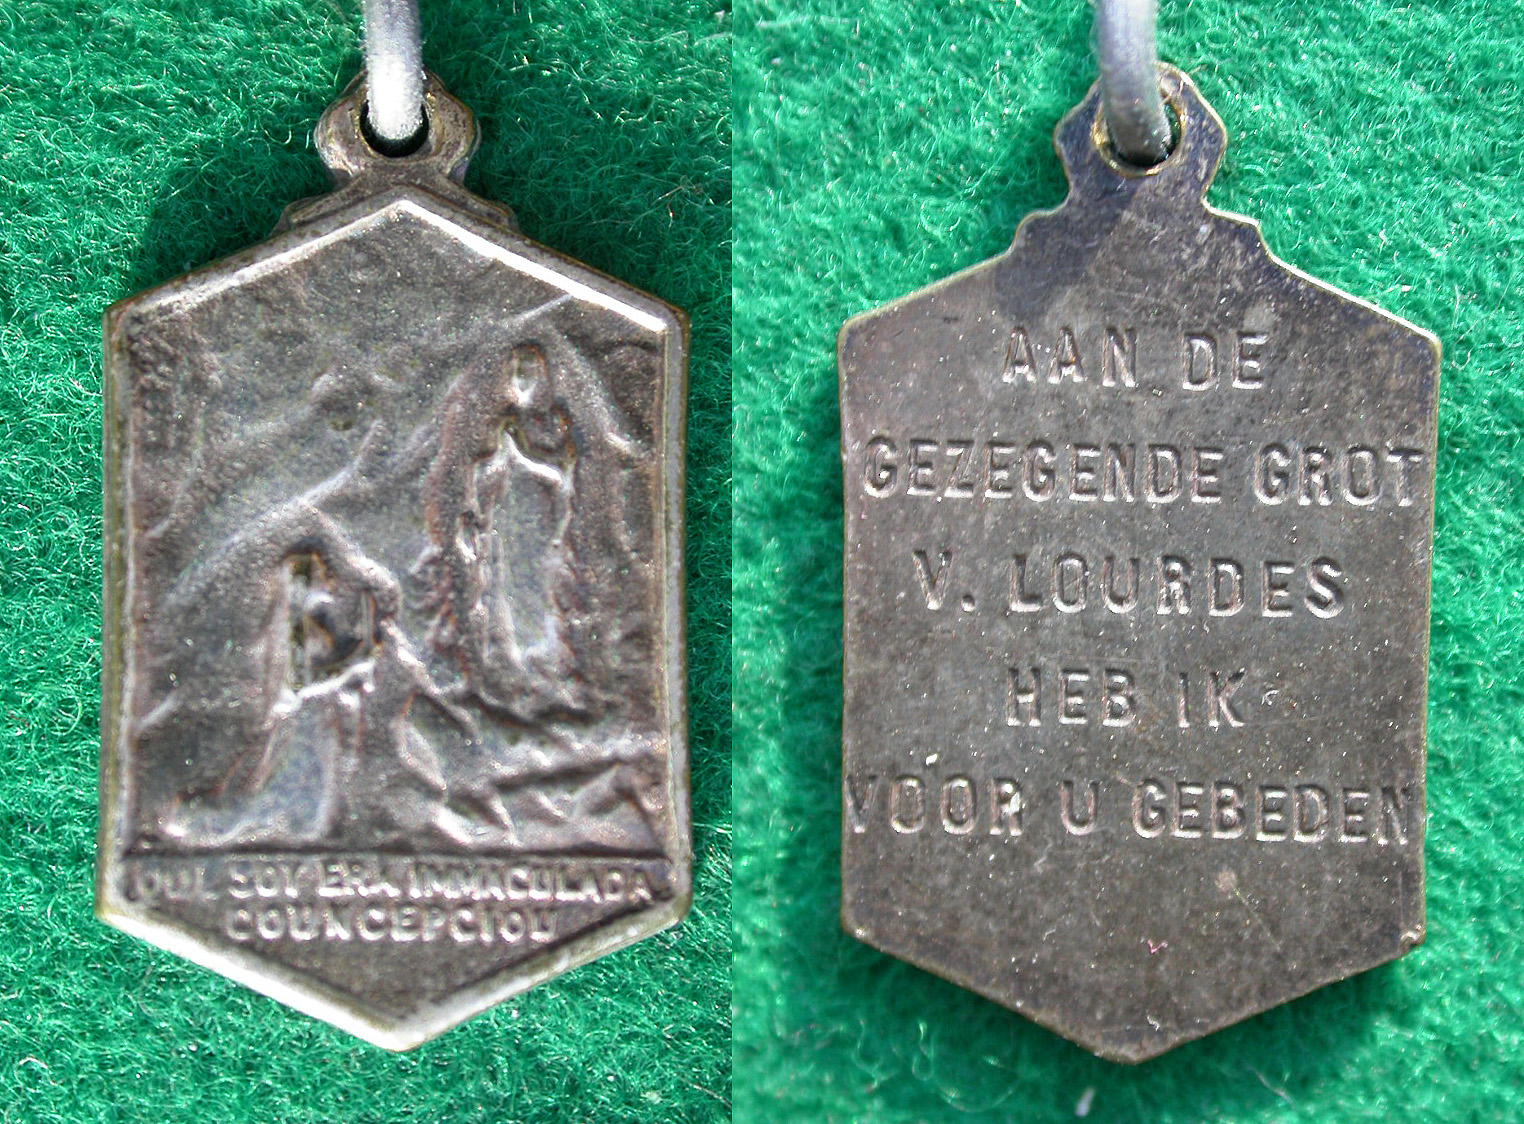 QUE SOY ERA IMMACULADA
COUNCEPCIOU
AAN DE
GEZEGENDE GROT
V. LOURDES
HEB IK
VOOR U GEBEDEN